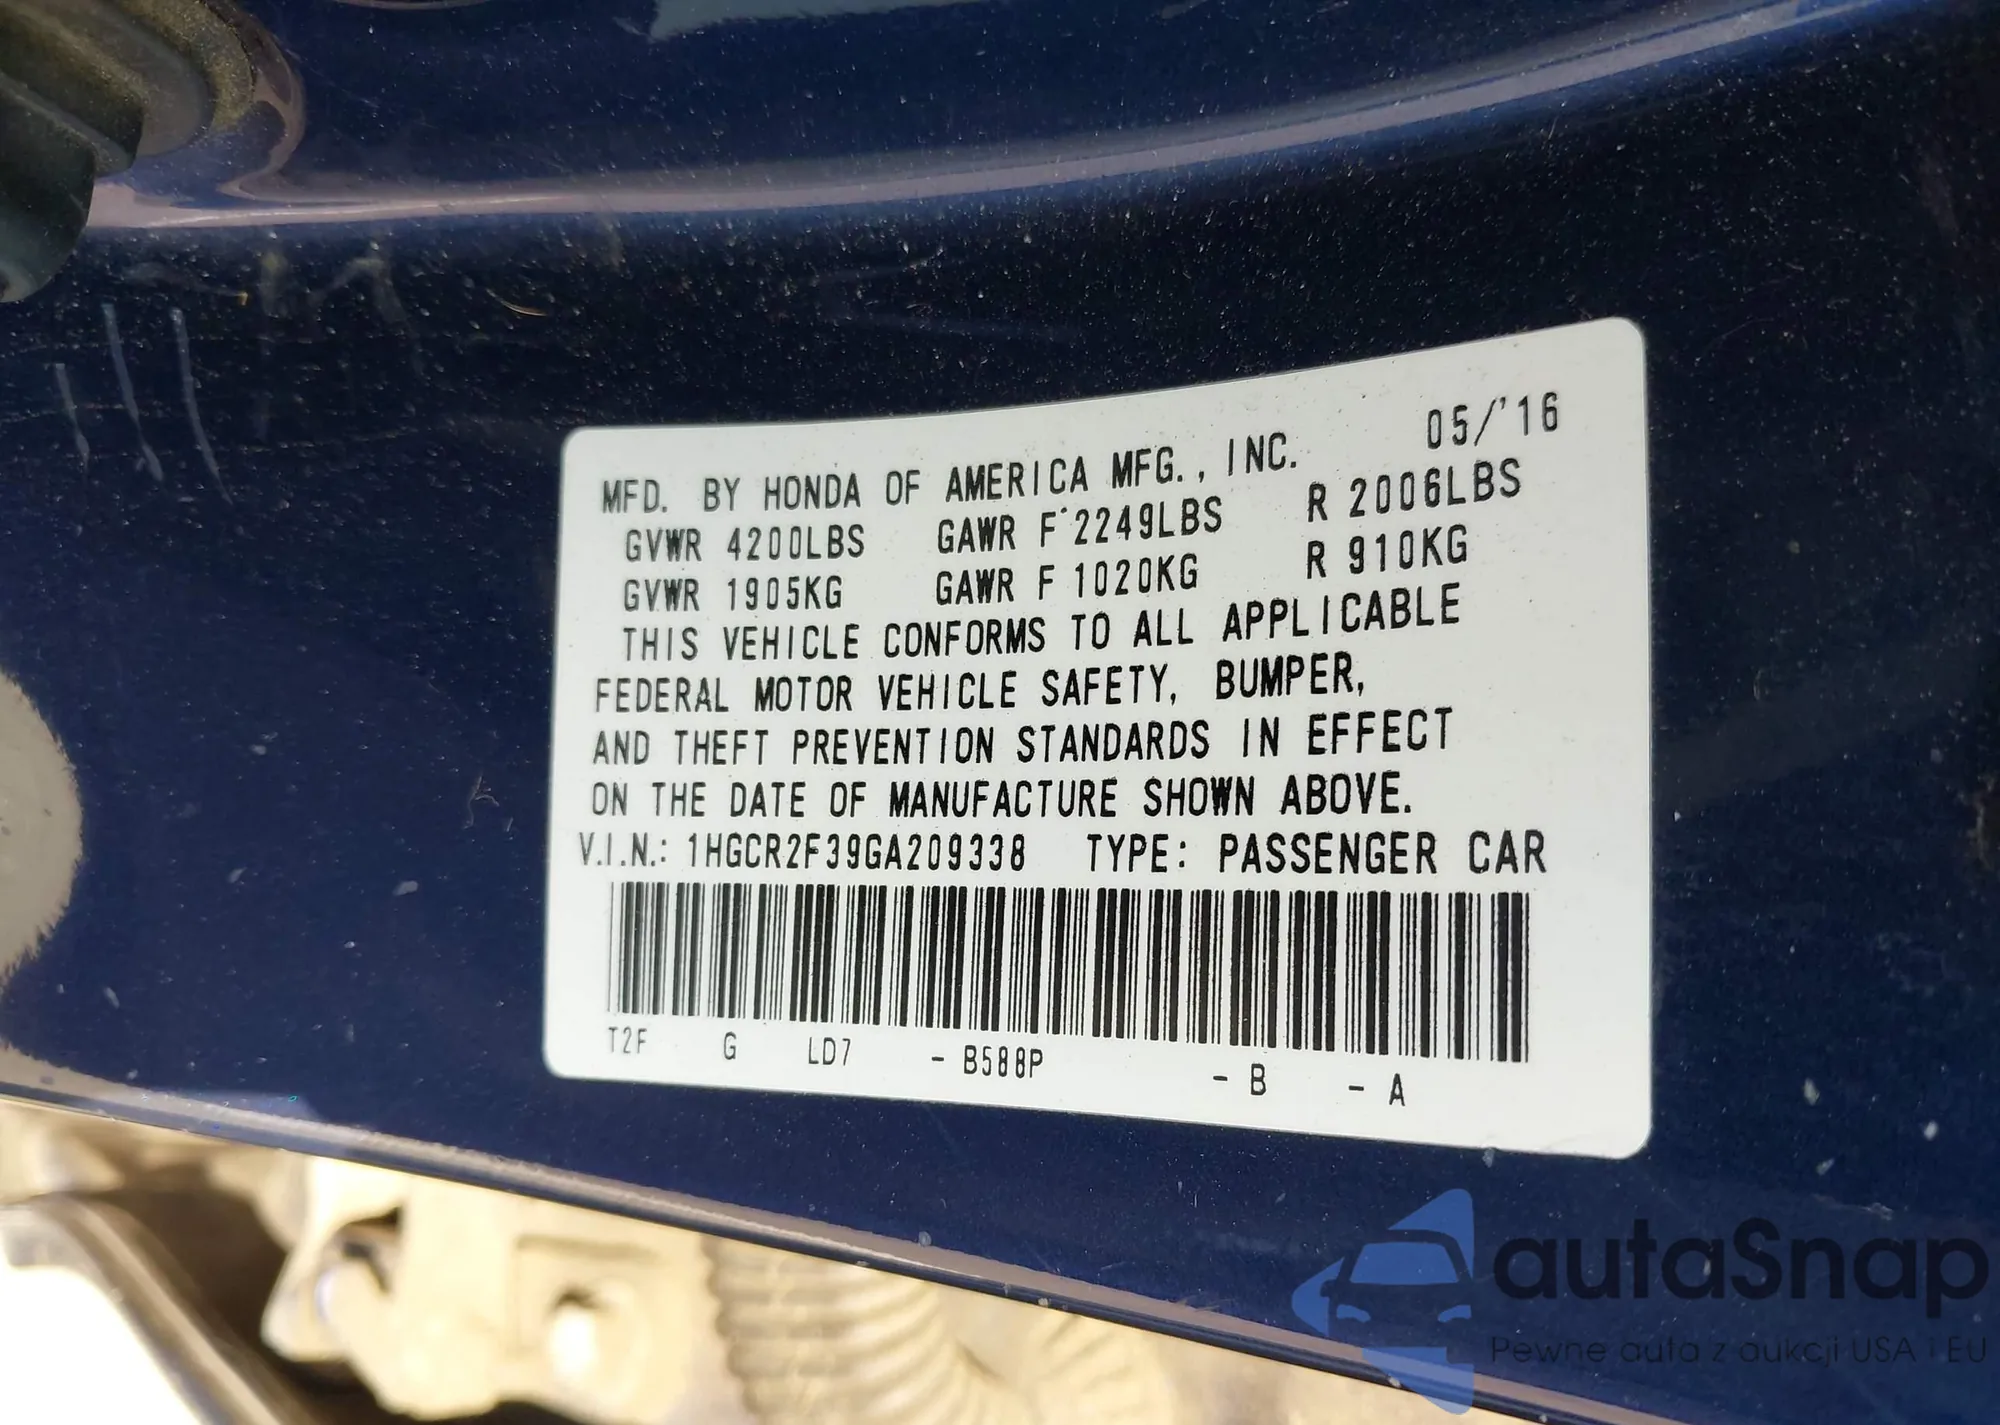 05/'16
MFD. BY HONDA OF AMERICA MFG., INC.
GVWR 4200LBS GAWR F 2249LBS R 2006LBS
GVWR 1905KG GAWR F 1020KG R 910KG
THIS VEHICLE CONFORMS TO ALL APPLICABLE
FEDERAL MOTOR VEHICLE SAFETY, BUMPER,
AND THEFT PREVENTION STANDARDS IN EFFECT
ON THE DATE OF MANUFACTURE SHOWN ABOVE.
V.I.N.: 1HGCR2F39GA209338 TYPE: PASSENGER CAR
T2F G LD7 - B588P - B - A
autaSnap
Pewne auta z aukcji USA i EU